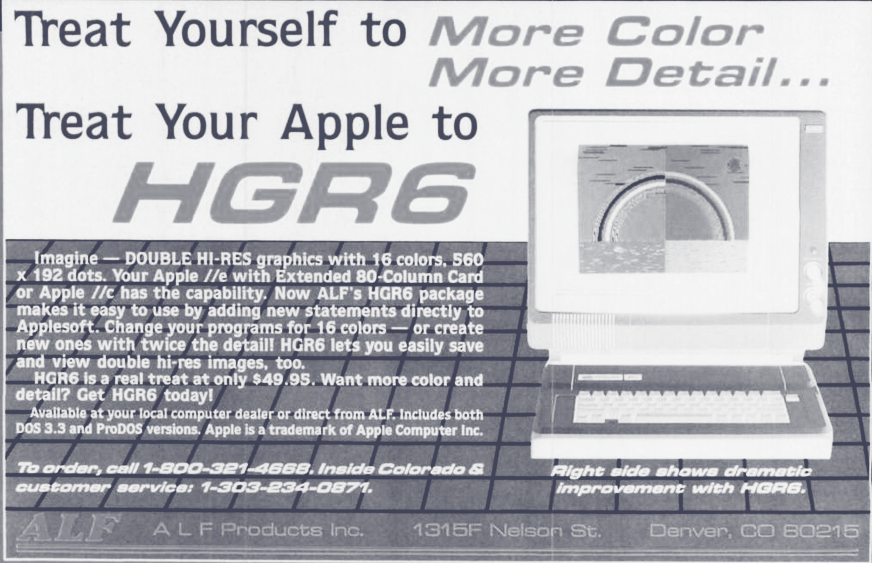 Treat Yourself to More Color
More Detail...
Treat Your Apple to
HGR6
Imagine — DOUBLE HI-RES graphics with 16 colors, 560
x 192 dots. Your Apple //e with Extended 80-Column Card
or Apple //c has the capability. Now ALF's HGR6 package
makes it easy to use by adding new statements directly to
Applesoft. Change your programs for 16 colors — or create
new ones with twice the detail! HGR6 lets you easily save
and view double hi-res images, too.
HGR6 is a real treat at only $49.95. Want more color and
detail? Get HGR6 today!
Available at your local computer dealer or direct from ALF. Includes both
DOS 3.3 and ProDOS versions. Apple is a trademark of Apple Computer Inc.
To order, call 1-800-321-4668. Inside Colorado &
customer service: 1-303-234-0871.
Right side shows dramatic
improvement with HGR6.
ALF A L F Products Inc. 1315F Nelson St. Denver, CO 80215